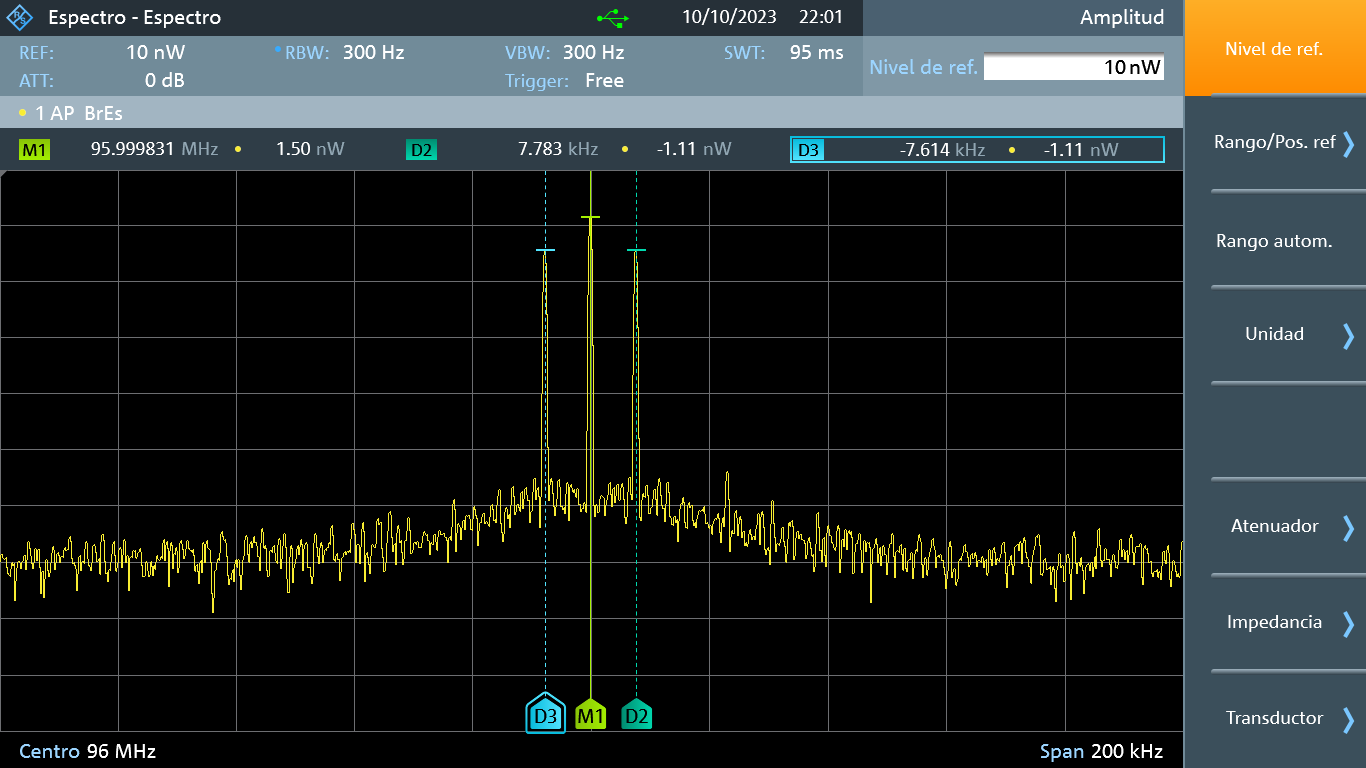 Espectro - Espectro 10/10/2023 22:01 Amplitud
REF: 10 nW RBW: 300 Hz VBW: 300 Hz SWT: 95 ms
ATT: 0 dB Trigger: Free
Nivel de ref. 10 nW
1 AP BrEs
M1 95.999831 MHz 1.50 nW D2 7.783 kHz -1.11 nW D3 -7.614 kHz -1.11 nW
D3 M1 D2
Centro 96 MHz Span 200 kHz
Nivel de ref.
Rango/Pos. ref
Rango autom.
Unidad
Atenuador
Impedancia
Transductor